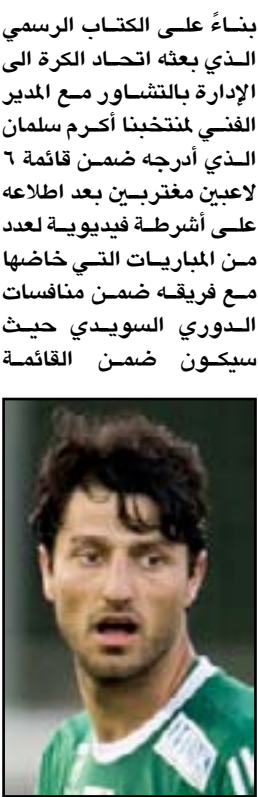 بناءً على الكتاب الرسمي
الذي بعثه اتحاد الكرة الى
الإدارة بالتشاور مع المدير
الفني لمنتخبنا أكرم سلمان
الذي أدرجه ضمن قائمة ٦
لاعبين مغتربين بعد اطلاعه
على أشرطة فيديوية لعدد
من المباريات التي خاضها
مع فريقه ضمن منافسات
الدوري السويدي حيث
سيكون ضمن القائمة